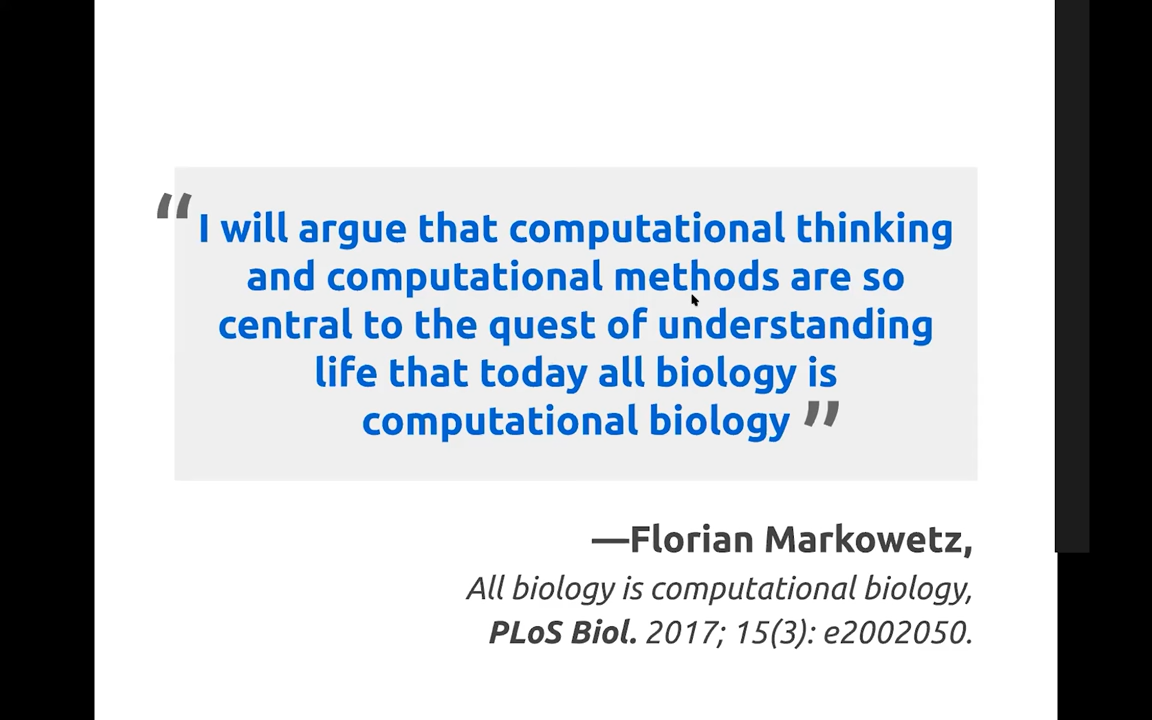 “I will argue that computational thinking
and computational methods are so
central to the quest of understanding
life that today all biology is
computational biology”
—Florian Markowetz,
All biology is computational biology,
PLoS Biol. 2017; 15(3): e2002050.